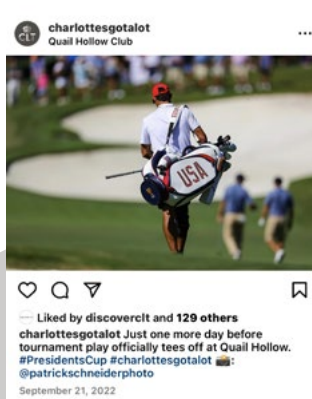 CLT
charlottesgotalot
Quail Hollow Club
USA
Liked by discoverclt and 129 others
charlottesgotalot Just one more day before
tournament play officially tees off at Quail Hollow.
#PresidentsCup #charlottesgotalot 📸:
@patrickschneiderphoto
September 21, 2022